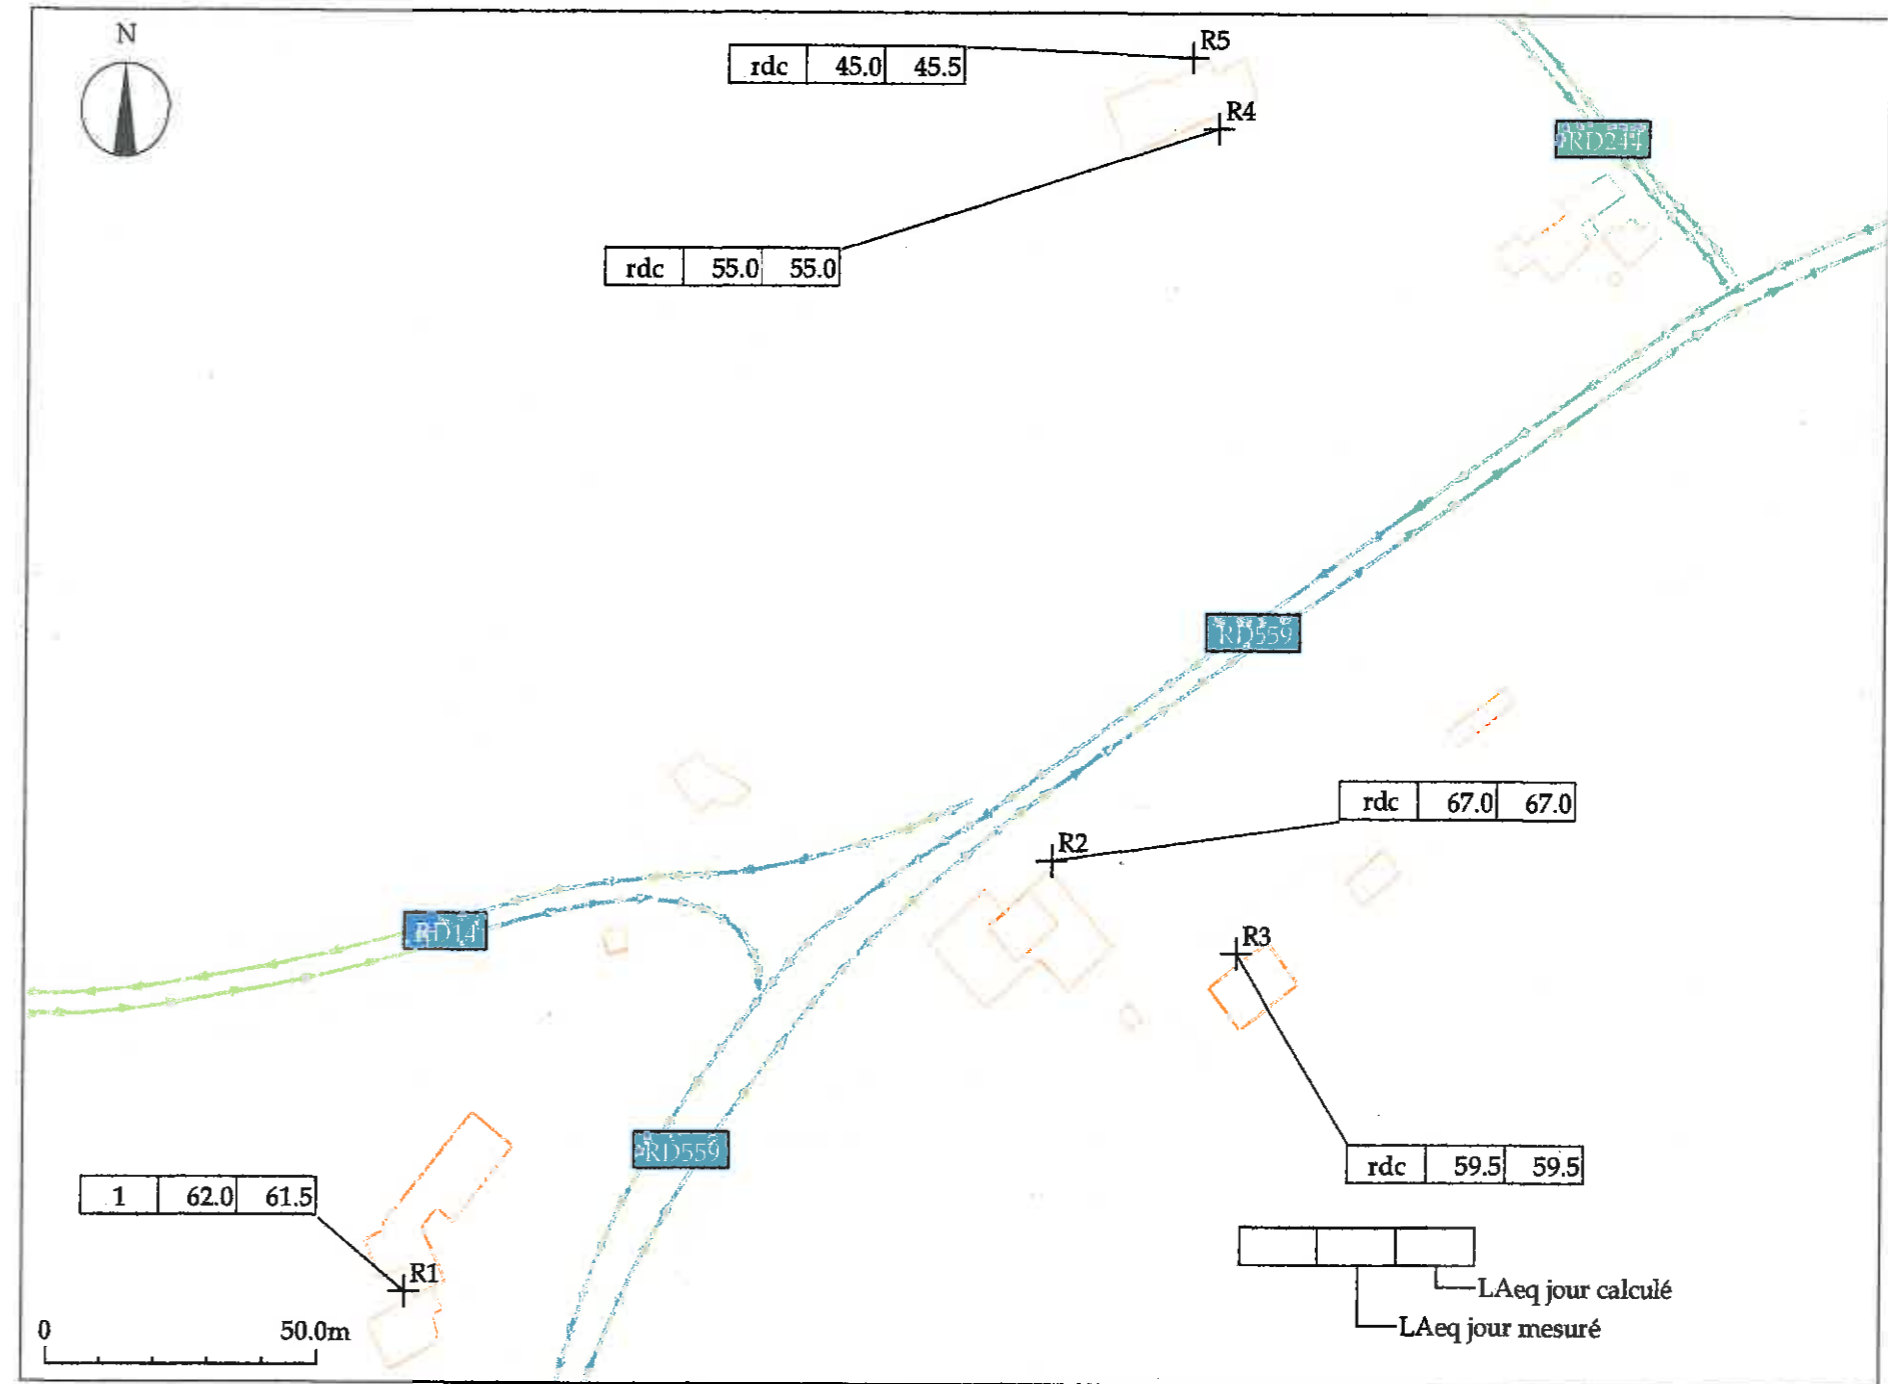 N
R5
rdc 45.0 45.5
R4
RD244
rdc 55.0 55.0
RD559
rdc 67.0 67.0
R2
RD14
R3
RD559
rdc 59.5 59.5
1 62.0 61.5
R1
LAeq jour calculé
LAeq jour mesuré
0 50.0m